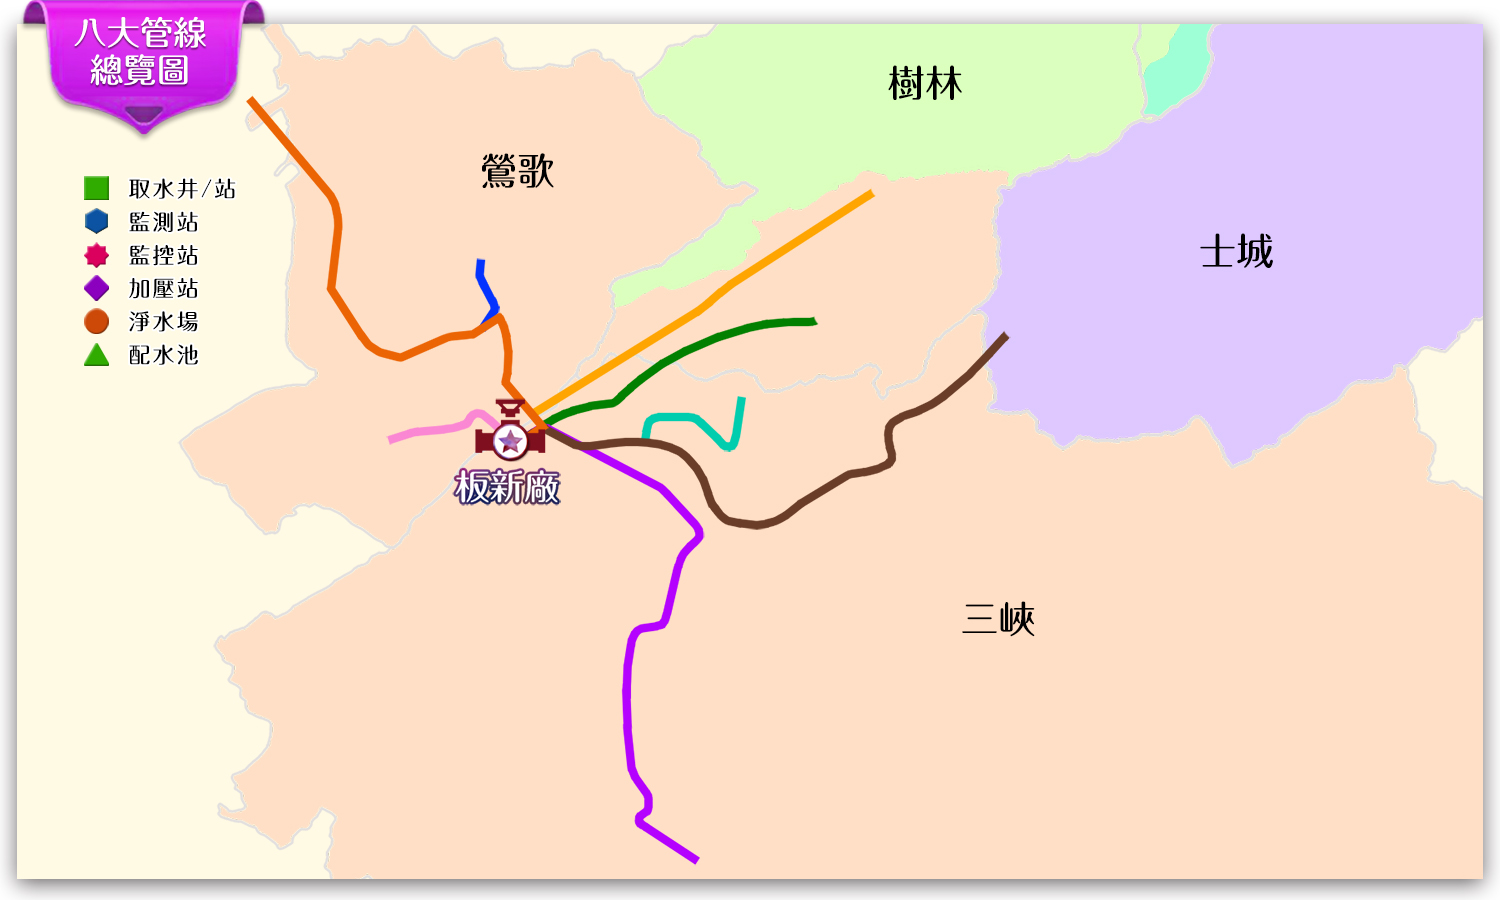 八大管線
總覽圖
取水井/站
監測站
監控站
加壓站
淨水場
配水池
樹林
鶯歌
土城
板新廠
三峽